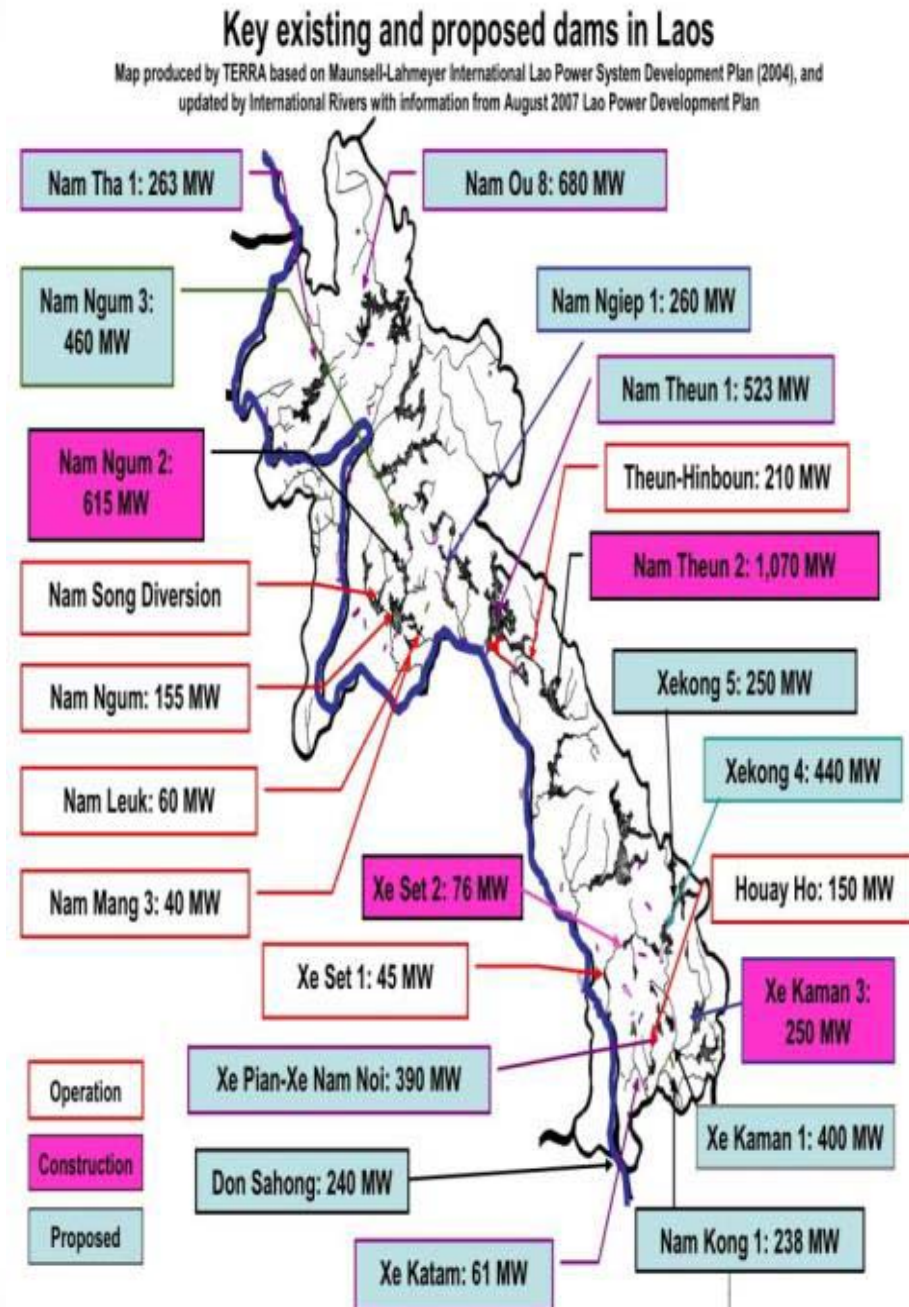 Key existing and proposed dams in Laos
Map produced by TERRA based on Maunsell-Lahmeyer International Lao Power System Development Plan (2004), and
updated by International Rivers with information from August 2007 Lao Power Development Plan
Nam Tha 1: 263 MW
Nam Ou 8: 680 MW
Nam Ngum 3:
460 MW
Nam Ngiep 1: 260 MW
Nam Theun 1: 523 MW
Nam Ngum 2:
615 MW
Theun-Hinboun: 210 MW
Nam Theun 2: 1,070 MW
Nam Song Diversion
Nam Ngum: 155 MW
Xekong 5: 250 MW
Xekong 4: 440 MW
Nam Leuk: 60 MW
Nam Mang 3: 40 MW
Xe Set 2: 76 MW
Houay Ho: 150 MW
Xe Set 1: 45 MW
Xe Kaman 3:
250 MW
Xe Pian-Xe Nam Noi: 390 MW
Xe Kaman 1: 400 MW
Don Sahong: 240 MW
Nam Kong 1: 238 MW
Xe Katam: 61 MW
Operation
Construction
Proposed